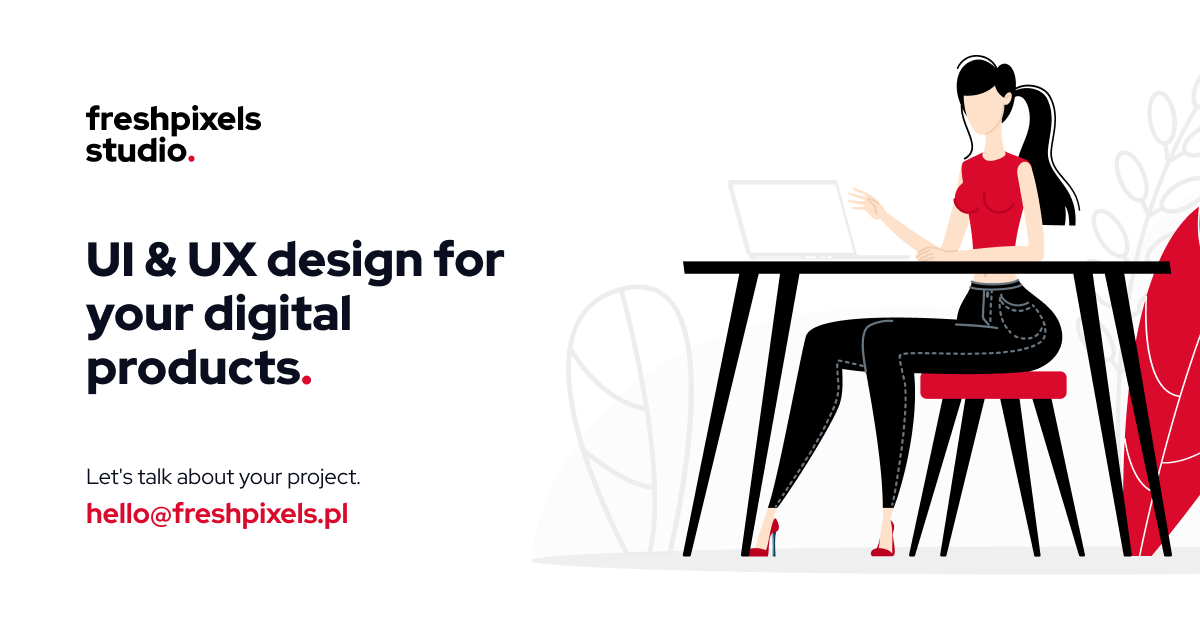 freshpixels
studio.
UI & UX design for
your digital
products.
Let's talk about your project.
hello@freshpixels.pl